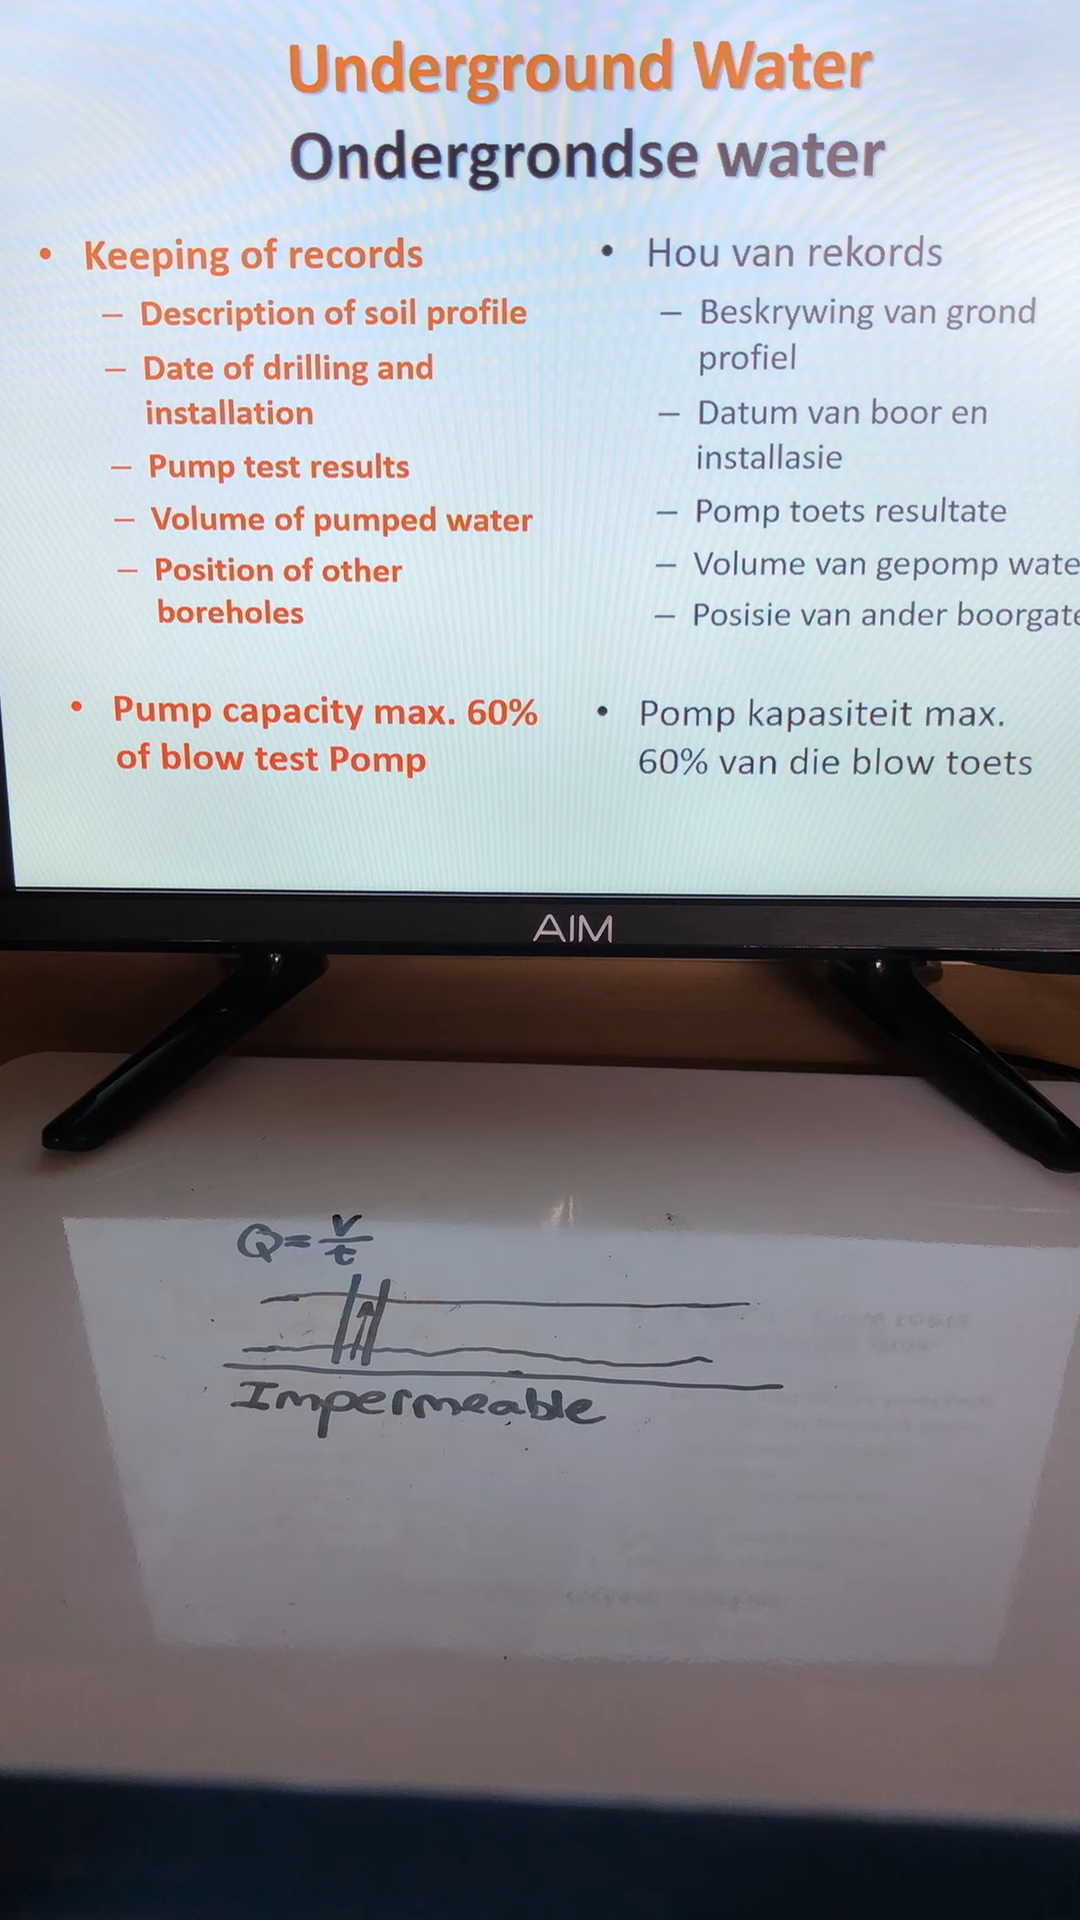 Underground Water
Ondergrondse water
• Keeping of records
– Description of soil profile
– Date of drilling and
installation
– Pump test results
– Volume of pumped water
– Position of other
boreholes
• Pump capacity max. 60%
of blow test Pomp
• Hou van rekords
– Beskrywing van grond
profiel
– Datum van boor en
installasie
– Pomp toets resultate
– Volume van gepomp wate
– Posisie van ander boorgate
• Pomp kapasiteit max.
60% van die blow toets
AIM
Q = V/t
Impermeable